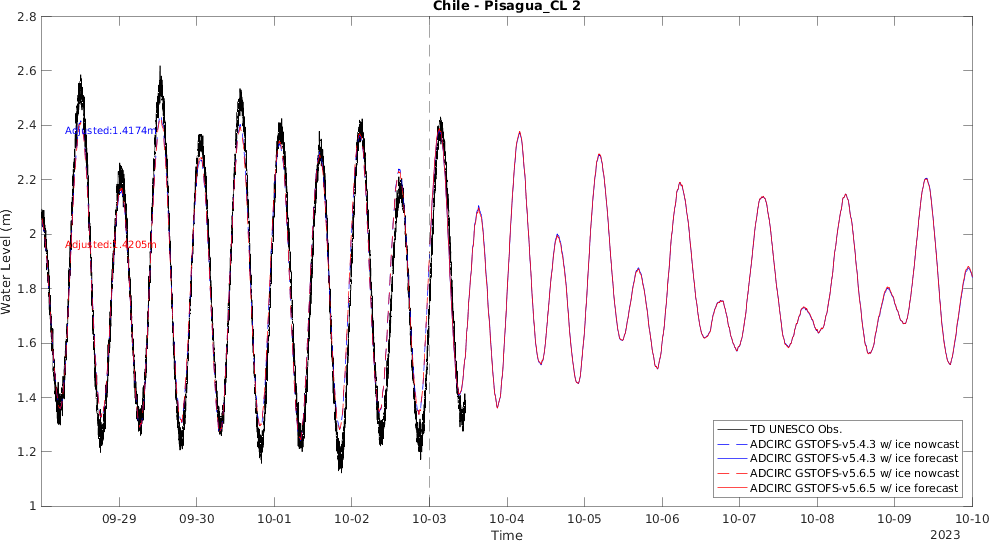 Chile - Pisagua_CL 2
Water Level (m)
2.8
2.6
2.4
2.2
2
1.8
1.6
1.4
1.2
1
Adjusted:1.4174m
Adjusted:1.4205m
TD UNESCO Obs.
ADCIRC GSTOFS-v5.4.3 w/ ice nowcast
ADCIRC GSTOFS-v5.4.3 w/ ice forecast
ADCIRC GSTOFS-v5.6.5 w/ ice nowcast
ADCIRC GSTOFS-v5.6.5 w/ ice forecast
09-29 09-30 10-01 10-02 10-03 10-04 10-05 10-06 10-07 10-08 10-09 10-10
Time
2023